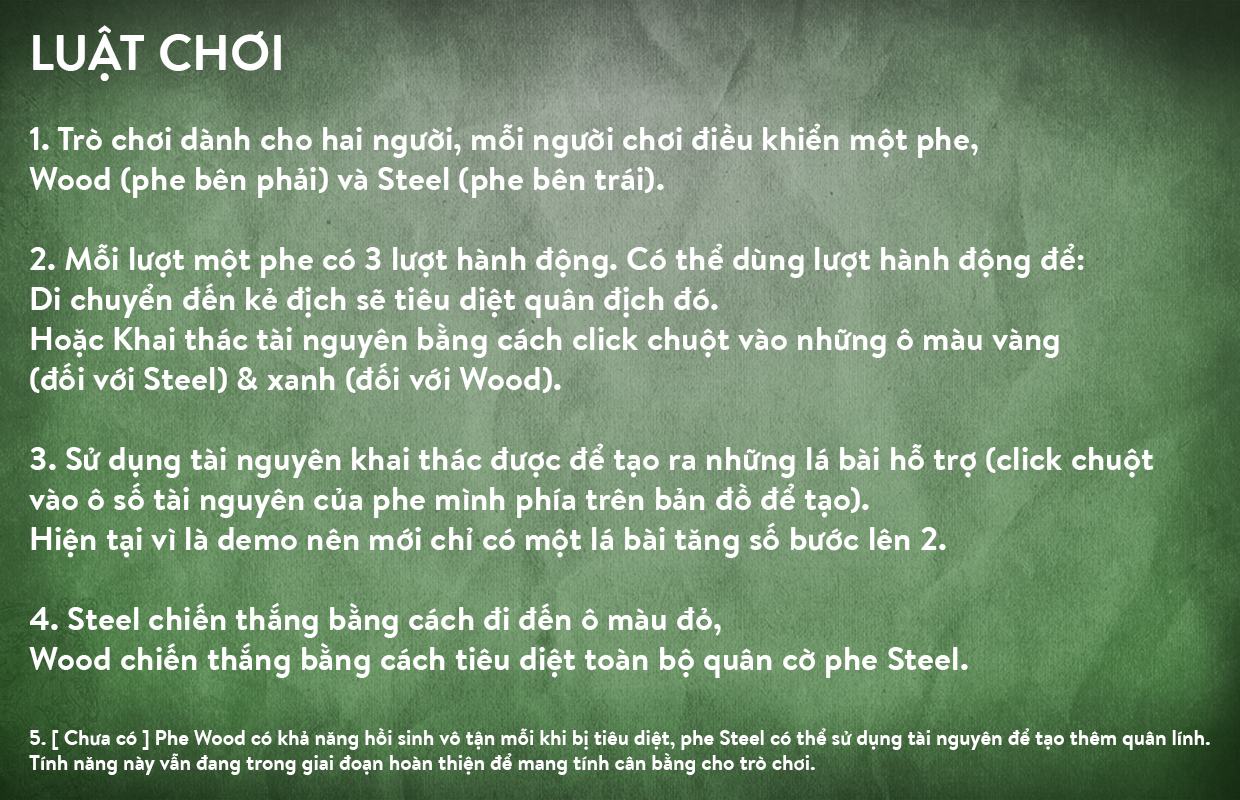 LUẬT CHƠI
1. Trò chơi dành cho hai người, mỗi người chơi điều khiển một phe,
Wood (phe bên phải) và Steel (phe bên trái).
2. Mỗi lượt một phe có 3 lượt hành động. Có thể dùng lượt hành động để:
Di chuyển đến kẻ địch sẽ tiêu diệt quân địch đó.
Hoặc Khai thác tài nguyên bằng cách click chuột vào những ô màu vàng
(đối với Steel) & xanh (đối với Wood).
3. Sử dụng tài nguyên khai thác được để tạo ra những lá bài hỗ trợ (click chuột
vào ô số tài nguyên của phe mình phía trên bản đồ để tạo).
Hiện tại vì là demo nên mới chỉ có một lá bài tăng số bước lên 2.
4. Steel chiến thắng bằng cách đi đến ô màu đỏ,
Wood chiến thắng bằng cách tiêu diệt toàn bộ quân cờ phe Steel.
5. [ Chưa có ] Phe Wood có khả năng hồi sinh vô tận mỗi khi bị tiêu diệt, phe Steel có thể sử dụng tài nguyên để tạo thêm quân lính.
Tính năng này vẫn đang trong giai đoạn hoàn thiện để mang tính cân bằng cho trò chơi.